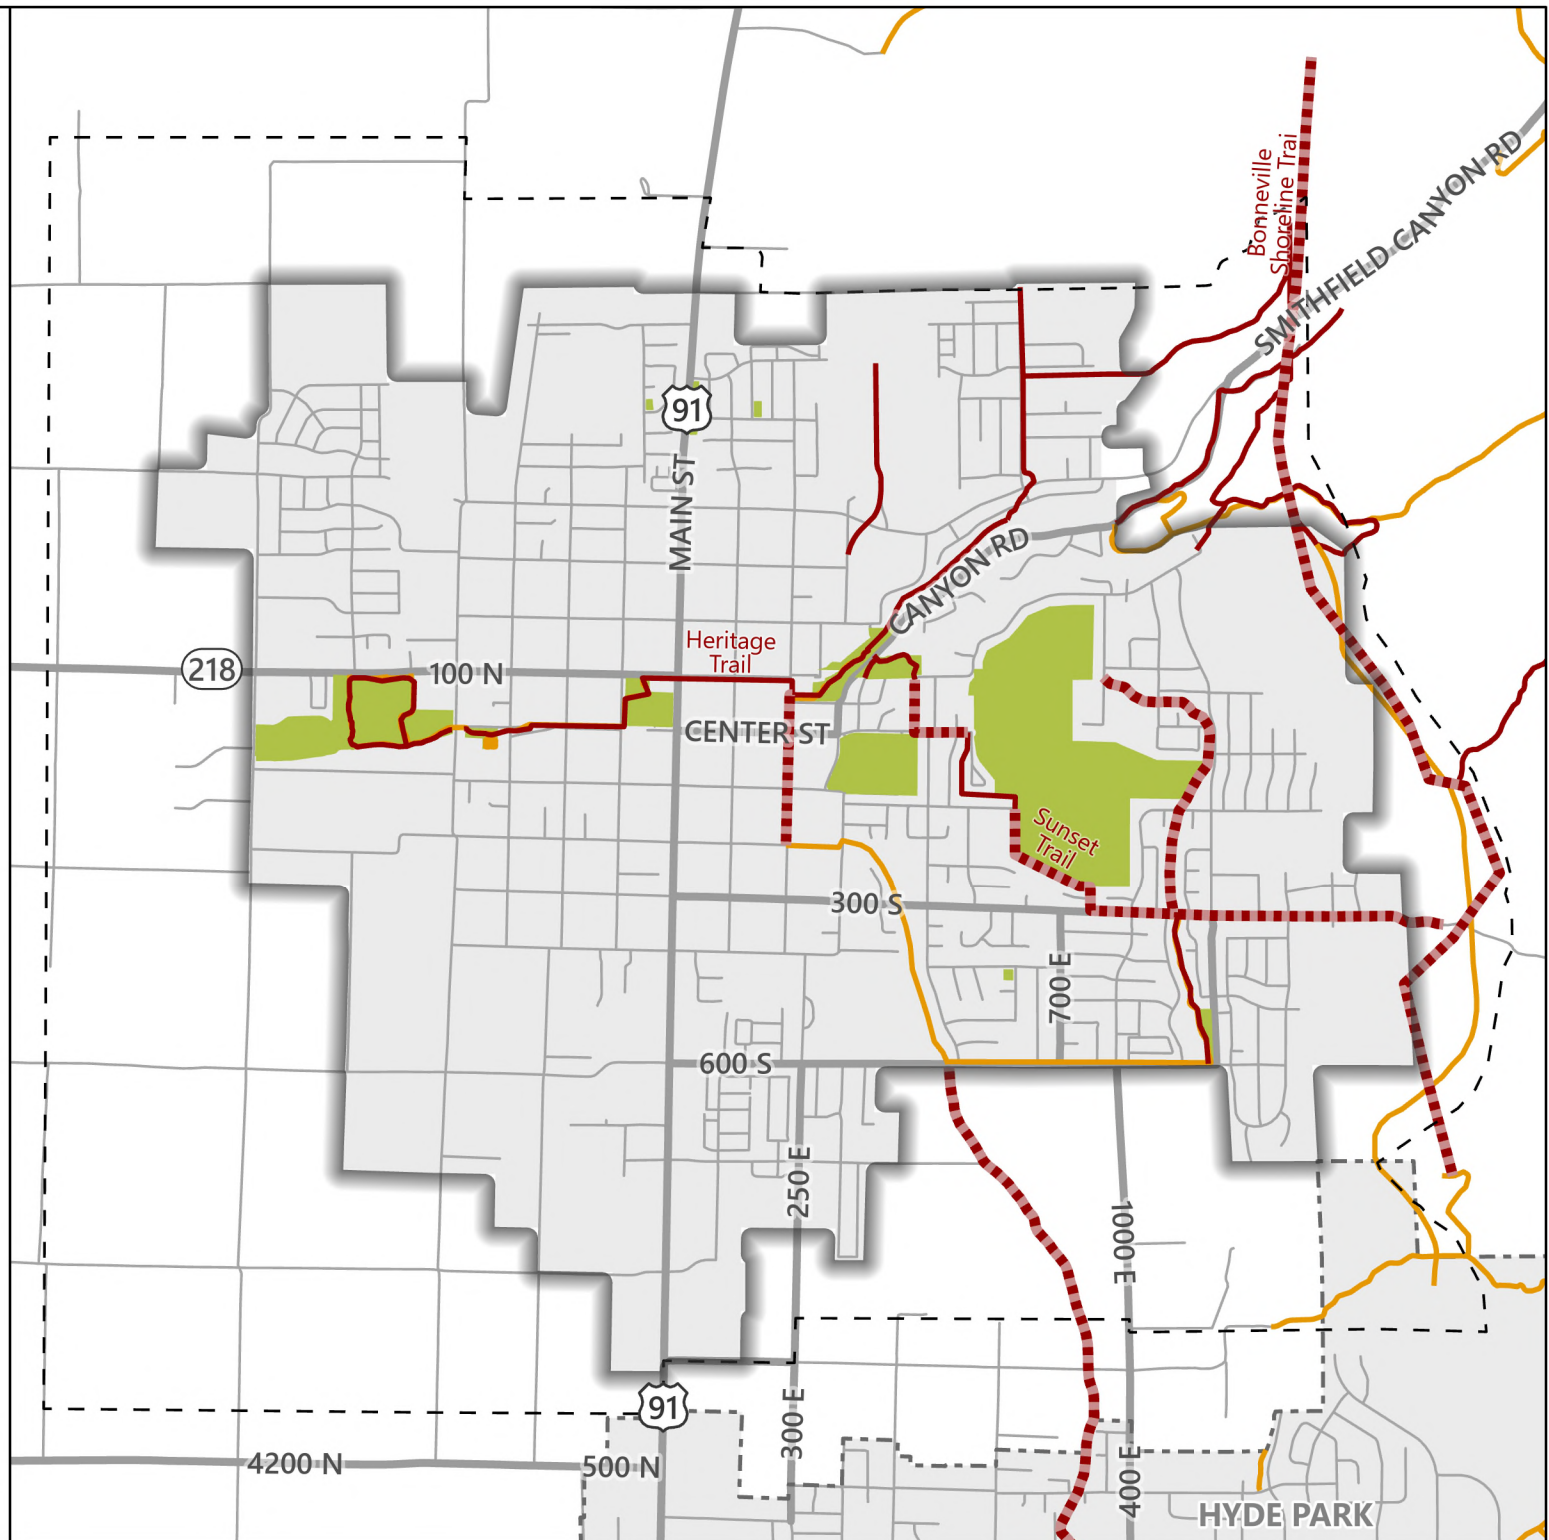 Bonneville
Shoreline Trai
SMITHFIELD CANYON RD
91
MAIN ST
CANYON RD
Heritage
Trail
218
100 N
CENTER ST
Sunset
Trail
300 S
700 E
600 S
250 E
1000 E
91
300 E
4200 N
500 N
400 E
HYDE PARK